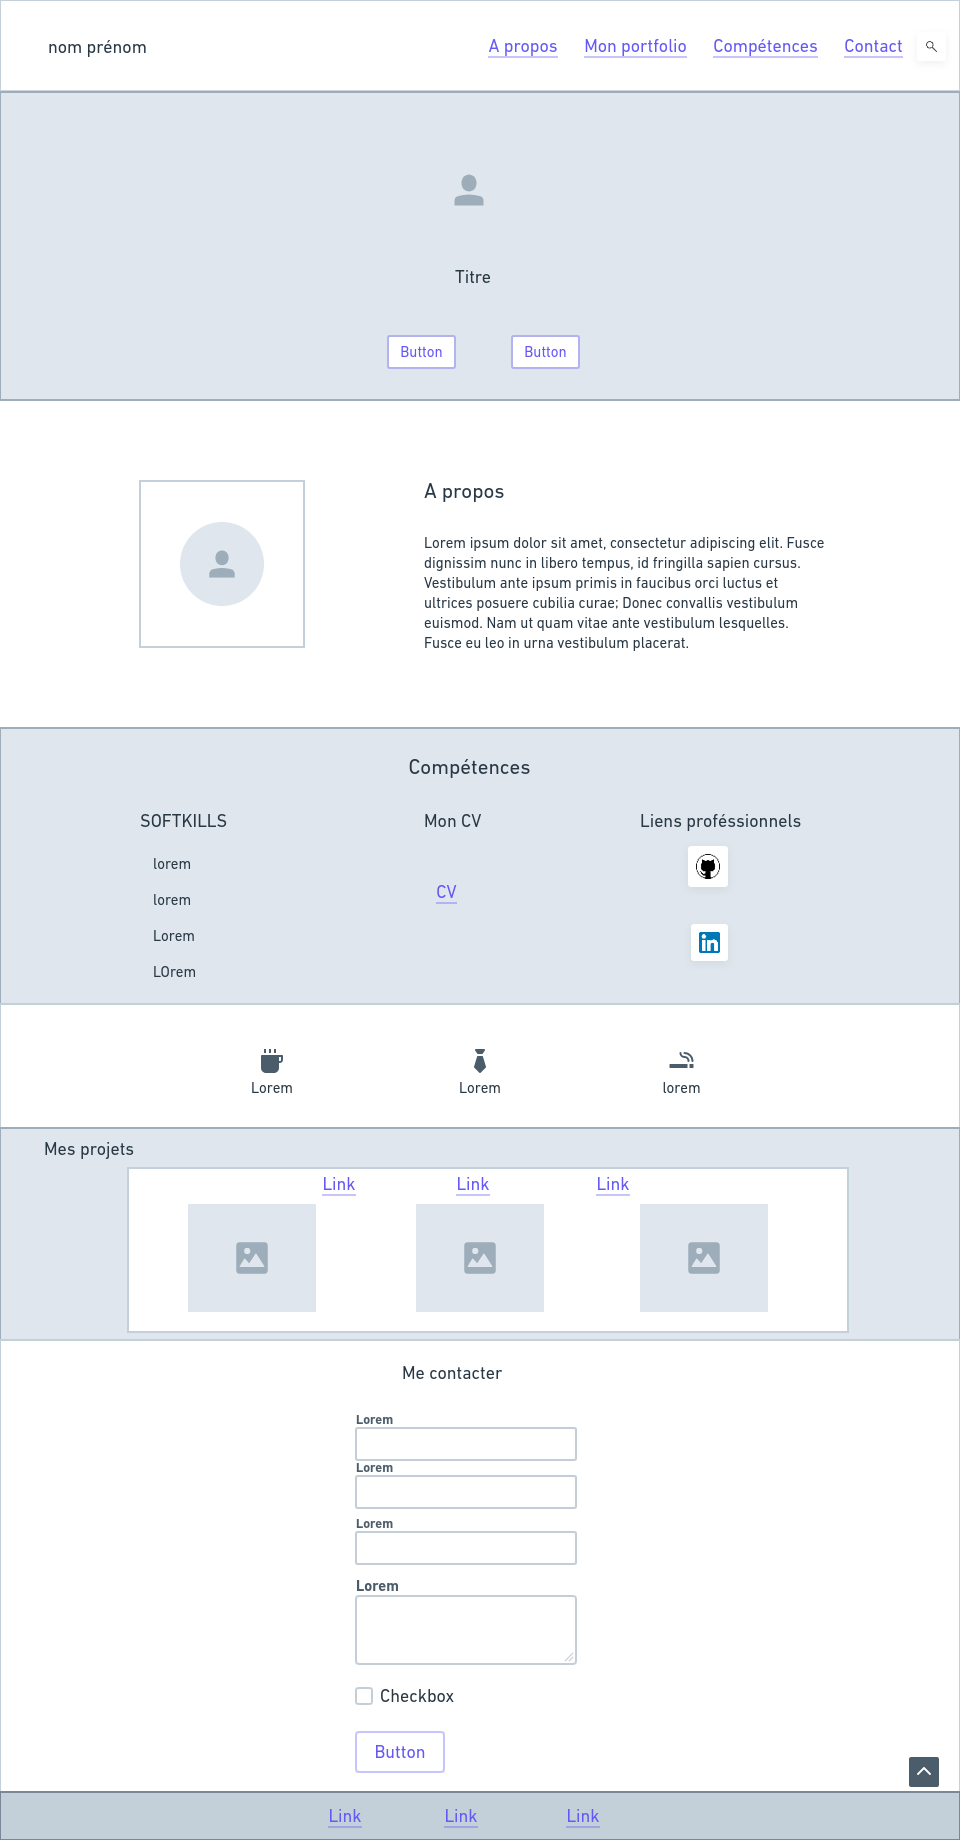 nom prénom
A propos
Mon portfolio
Compétences
Contact
Titre
Button
Button
A propos
Lorem ipsum dolor sit amet, consectetur adipiscing elit. Fusce
dignissim nunc in libero tempus, id fringilla sapien cursus.
Vestibulum ante ipsum primis in faucibus orci luctus et
ultrices posuere cubilia curae; Donec convallis vestibulum
euismod. Nam ut quam vitae ante vestibulum lesquelles.
Fusce eu leo in urna vestibulum placerat.
Compétences
SOFTKILLS
lorem
lorem
Lorem
LOrem
Mon CV
CV
Liens proféssionnels
in
Lorem
Lorem
lorem
Mes projets
Link
Link
Link
Me contacter
Lorem
Lorem
Lorem
Lorem
Checkbox
Button
Link
Link
Link